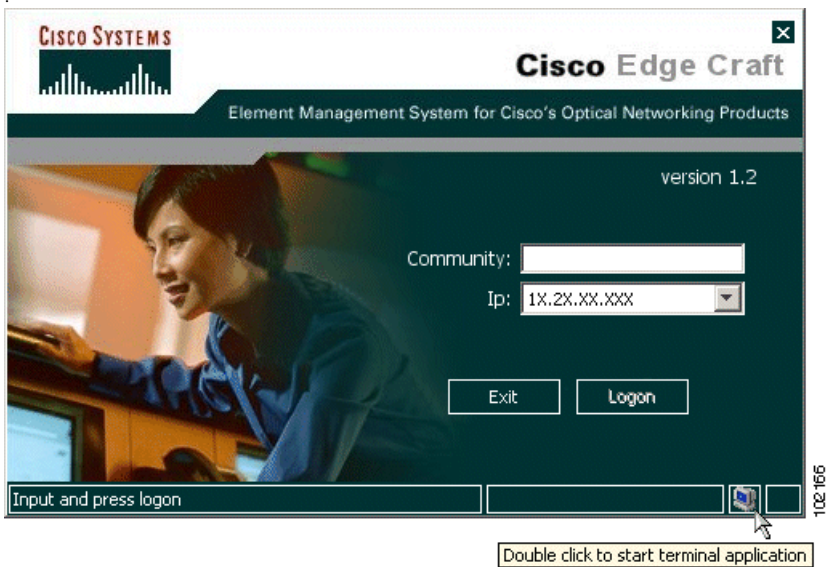 CISCO SYSTEMS
Cisco Edge Craft
Element Management System for Cisco's Optical Networking Products
version 1.2
Community:
Ip: 1X.2X.XX.XXX
Exit Logon
Input and press logon
102166
Double click to start terminal application